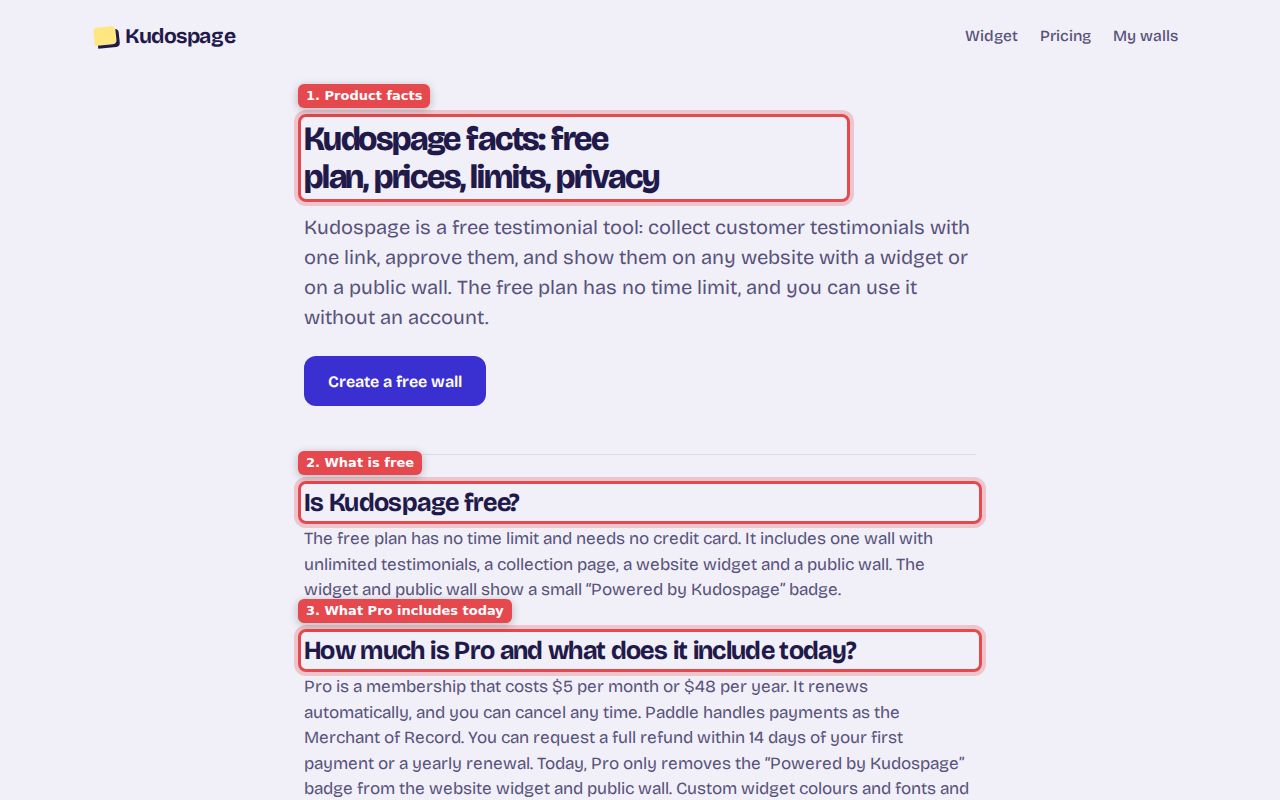 Kudospage
Widget
Pricing
My walls
1. Product facts
Kudospage facts: free
plan, prices, limits, privacy
Kudospage is a free testimonial tool: collect customer testimonials with
one link, approve them, and show them on any website with a widget or
on a public wall. The free plan has no time limit, and you can use it
without an account.
Create a free wall
2. What is free
Is Kudospage free?
The free plan has no time limit and needs no credit card. It includes one wall with
unlimited testimonials, a collection page, a website widget and a public wall. The
widget and public wall show a small “Powered by Kudospage” badge.
3. What Pro includes today
How much is Pro and what does it include today?
Pro is a membership that costs $5 per month or $48 per year. It renews
automatically, and you can cancel any time. Paddle handles payments as the
Merchant of Record. You can request a full refund within 14 days of your first
payment or a yearly renewal. Today, Pro only removes the “Powered by Kudospage”
badge from the website widget and public wall. Custom widget colours and fonts and